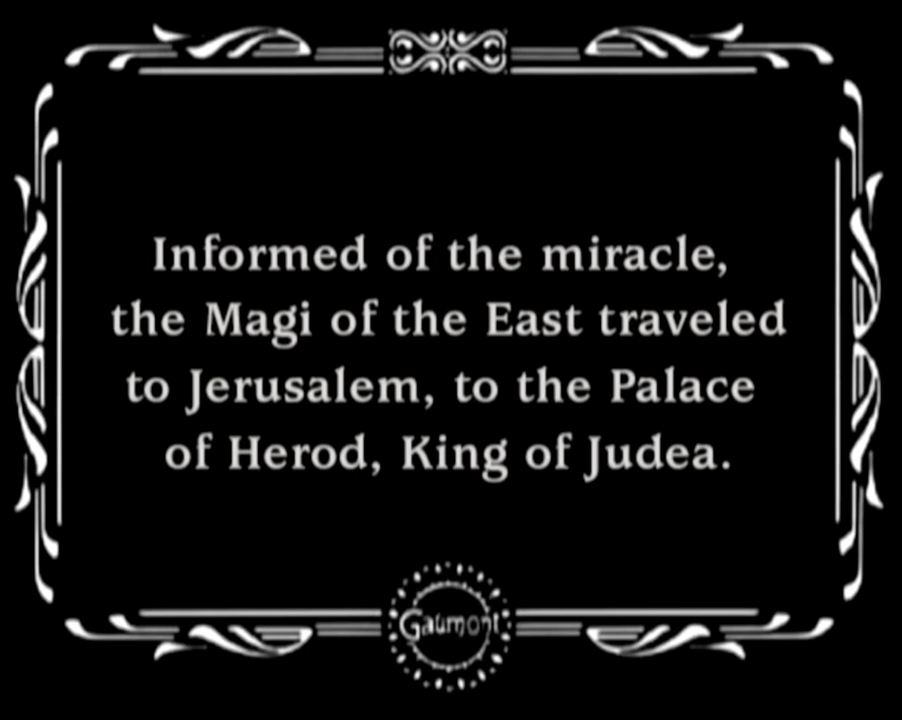 Informed of the miracle,
the Magi of the East traveled
to Jerusalem, to the Palace
of Herod, King of Judea.
Gaumont